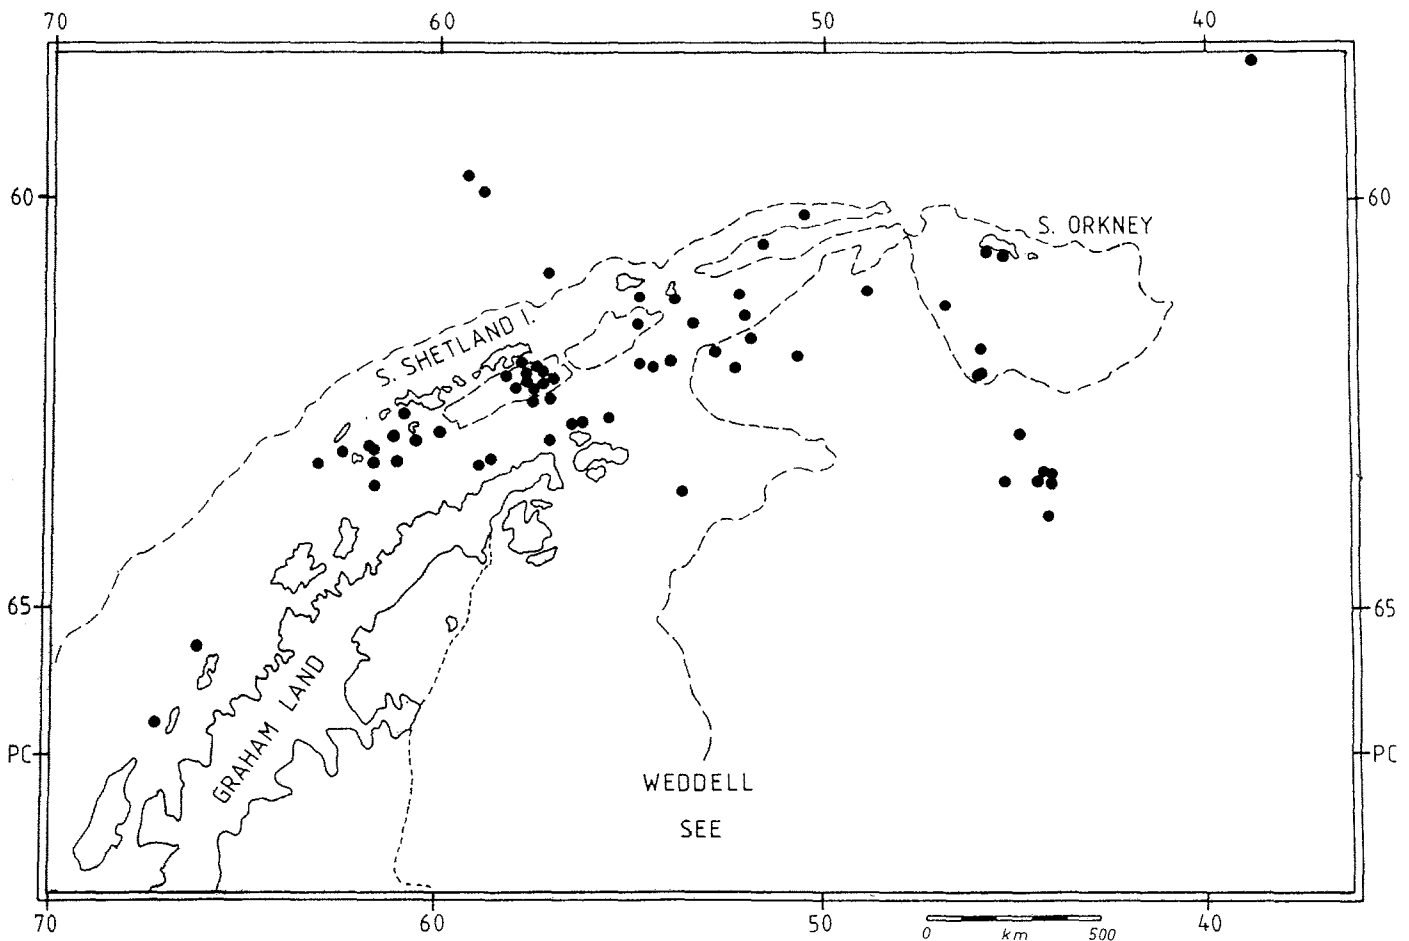 70 60 50 40
60 60
S. ORKNEY
S. SHETLAND I.
65 65
GRAHAM LAND
PC PC
WEDDELL
SEE
70 60 50 40
0 km 500